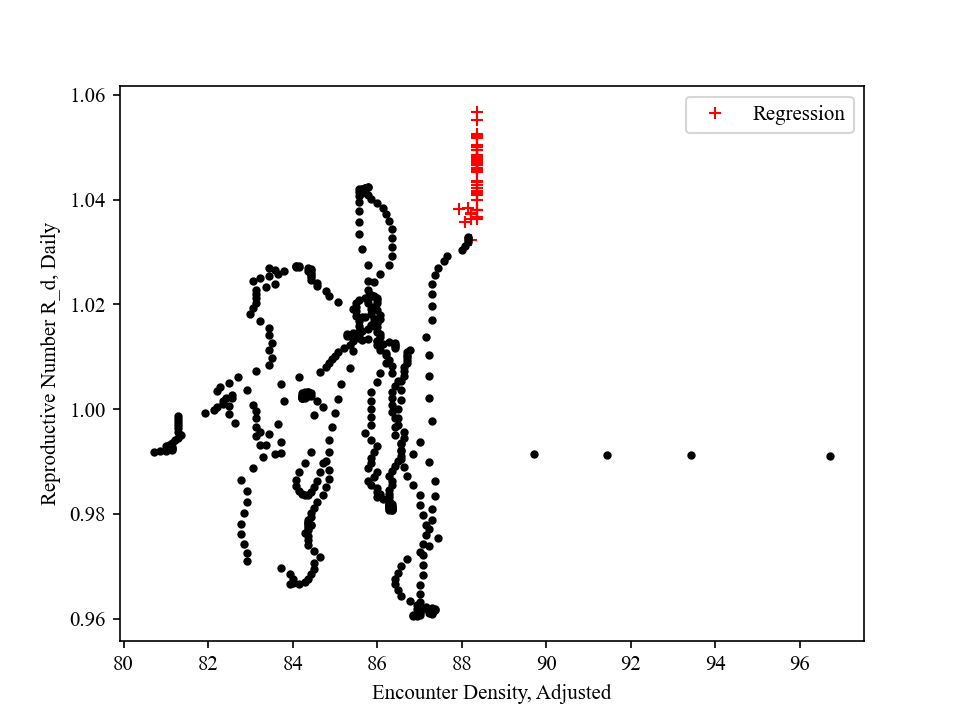 1.06
1.04
1.02
1.00
0.98
0.96
Reproductive Number R_d, Daily
Regression
80 82 84 86 88 90 92 94 96
Encounter Density, Adjusted